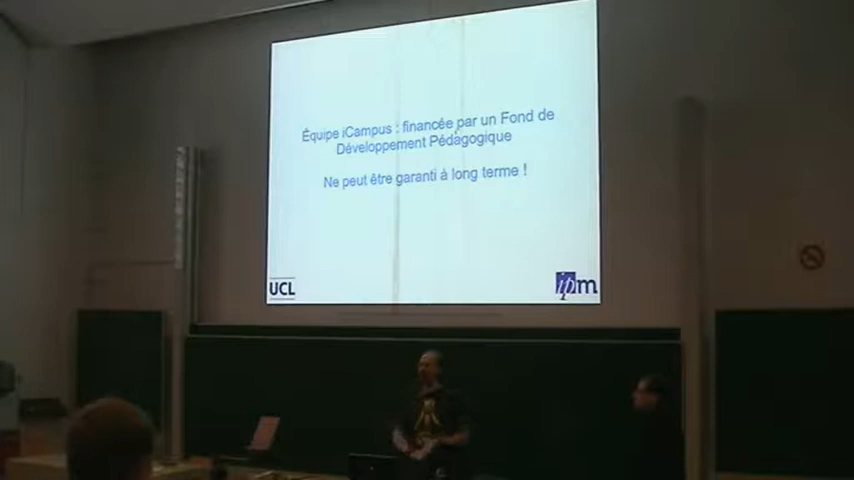 Équipe iCampus : financée par un Fond de
Développement Pédagogique
Ne peut être garanti à long terme !
UCL
ipm